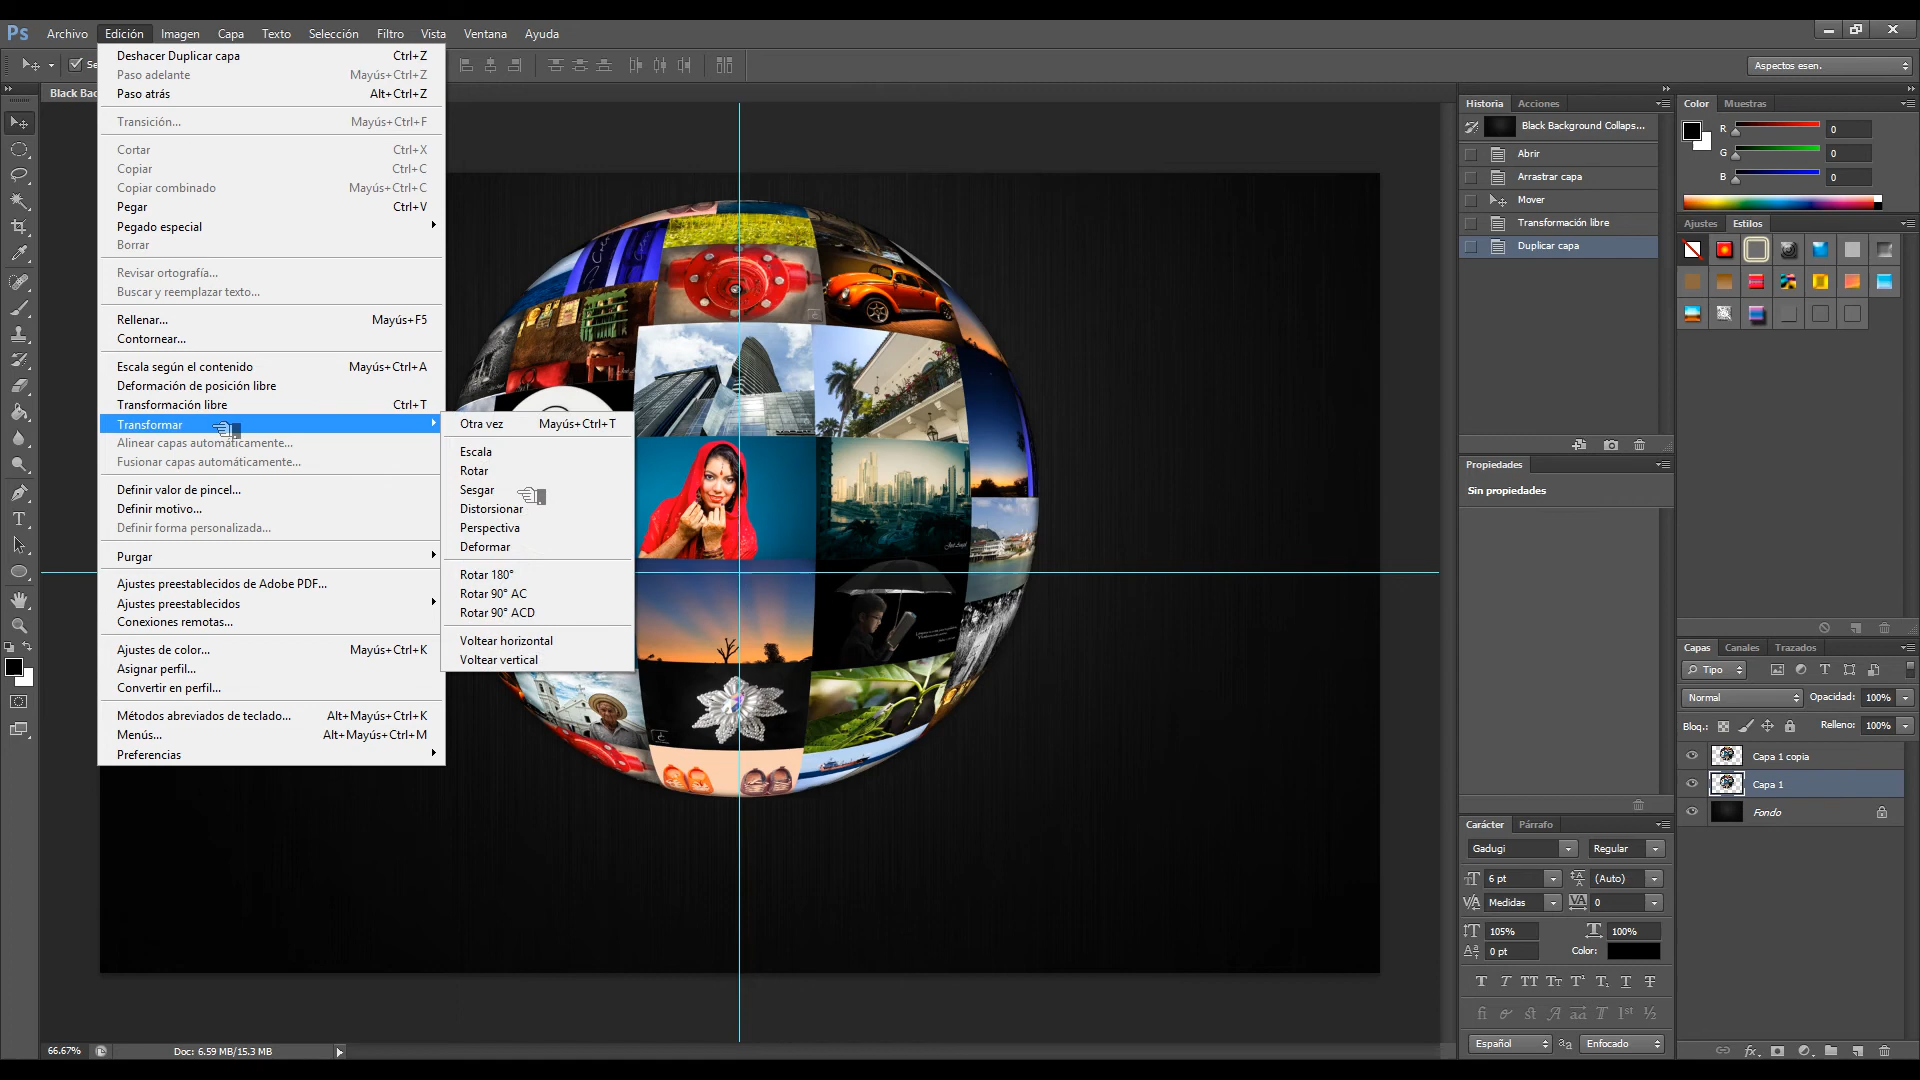 Ps Archivo Edición Imagen Capa Texto Selección Filtro Vista Ventana Ayuda
Aspectos esen.
Black Bac
Deshacer Duplicar capa Ctrl+Z
Paso adelante Mayús+Ctrl+Z
Paso atrás Alt+Ctrl+Z
Transición... Mayús+Ctrl+F
Cortar Ctrl+X
Copiar Ctrl+C
Copiar combinado Mayús+Ctrl+C
Pegar Ctrl+V
Pegado especial
Borrar
Revisar ortografía...
Buscar y reemplazar texto...
Rellenar... Mayús+F5
Contornear...
Escala según el contenido Mayús+Ctrl+A
Deformación de posición libre
Transformación libre Ctrl+T
Transformar
Alinear capas automáticamente...
Fusionar capas automáticamente...
Definir valor de pincel...
Definir motivo...
Definir forma personalizada...
Purgar
Ajustes preestablecidos de Adobe PDF...
Ajustes preestablecidos
Conexiones remotas...
Ajustes de color... Mayús+Ctrl+K
Asignar perfil...
Convertir en perfil...
Métodos abreviados de teclado... Alt+Mayús+Ctrl+K
Menús... Alt+Mayús+Ctrl+M
Preferencias
Otra vez Mayús+Ctrl+T
Escala
Rotar
Sesgar
Distorsionar
Perspectiva
Deformar
Rotar 180°
Rotar 90° AC
Rotar 90° ACD
Voltear horizontal
Voltear vertical
66.67% Doc: 6.59 MB/15.3 MB
Historia Acciones
Black Background Collaps...
Abrir
Arrastrar capa
Mover
Transformación libre
Duplicar capa
Propiedades
Sin propiedades
Carácter Párrafo
Gadugi Regular
6 pt (Auto)
Medidas 0
105% 100%
0 pt Color:
Español Enfocado
Color Muestras
R 0
G 0
B 0
Ajustes Estilos
Capas Canales Trazados
Tipo
Normal Opacidad: 100%
Bloq.: Relleno: 100%
Capa 1 copia
Capa 1
Fondo